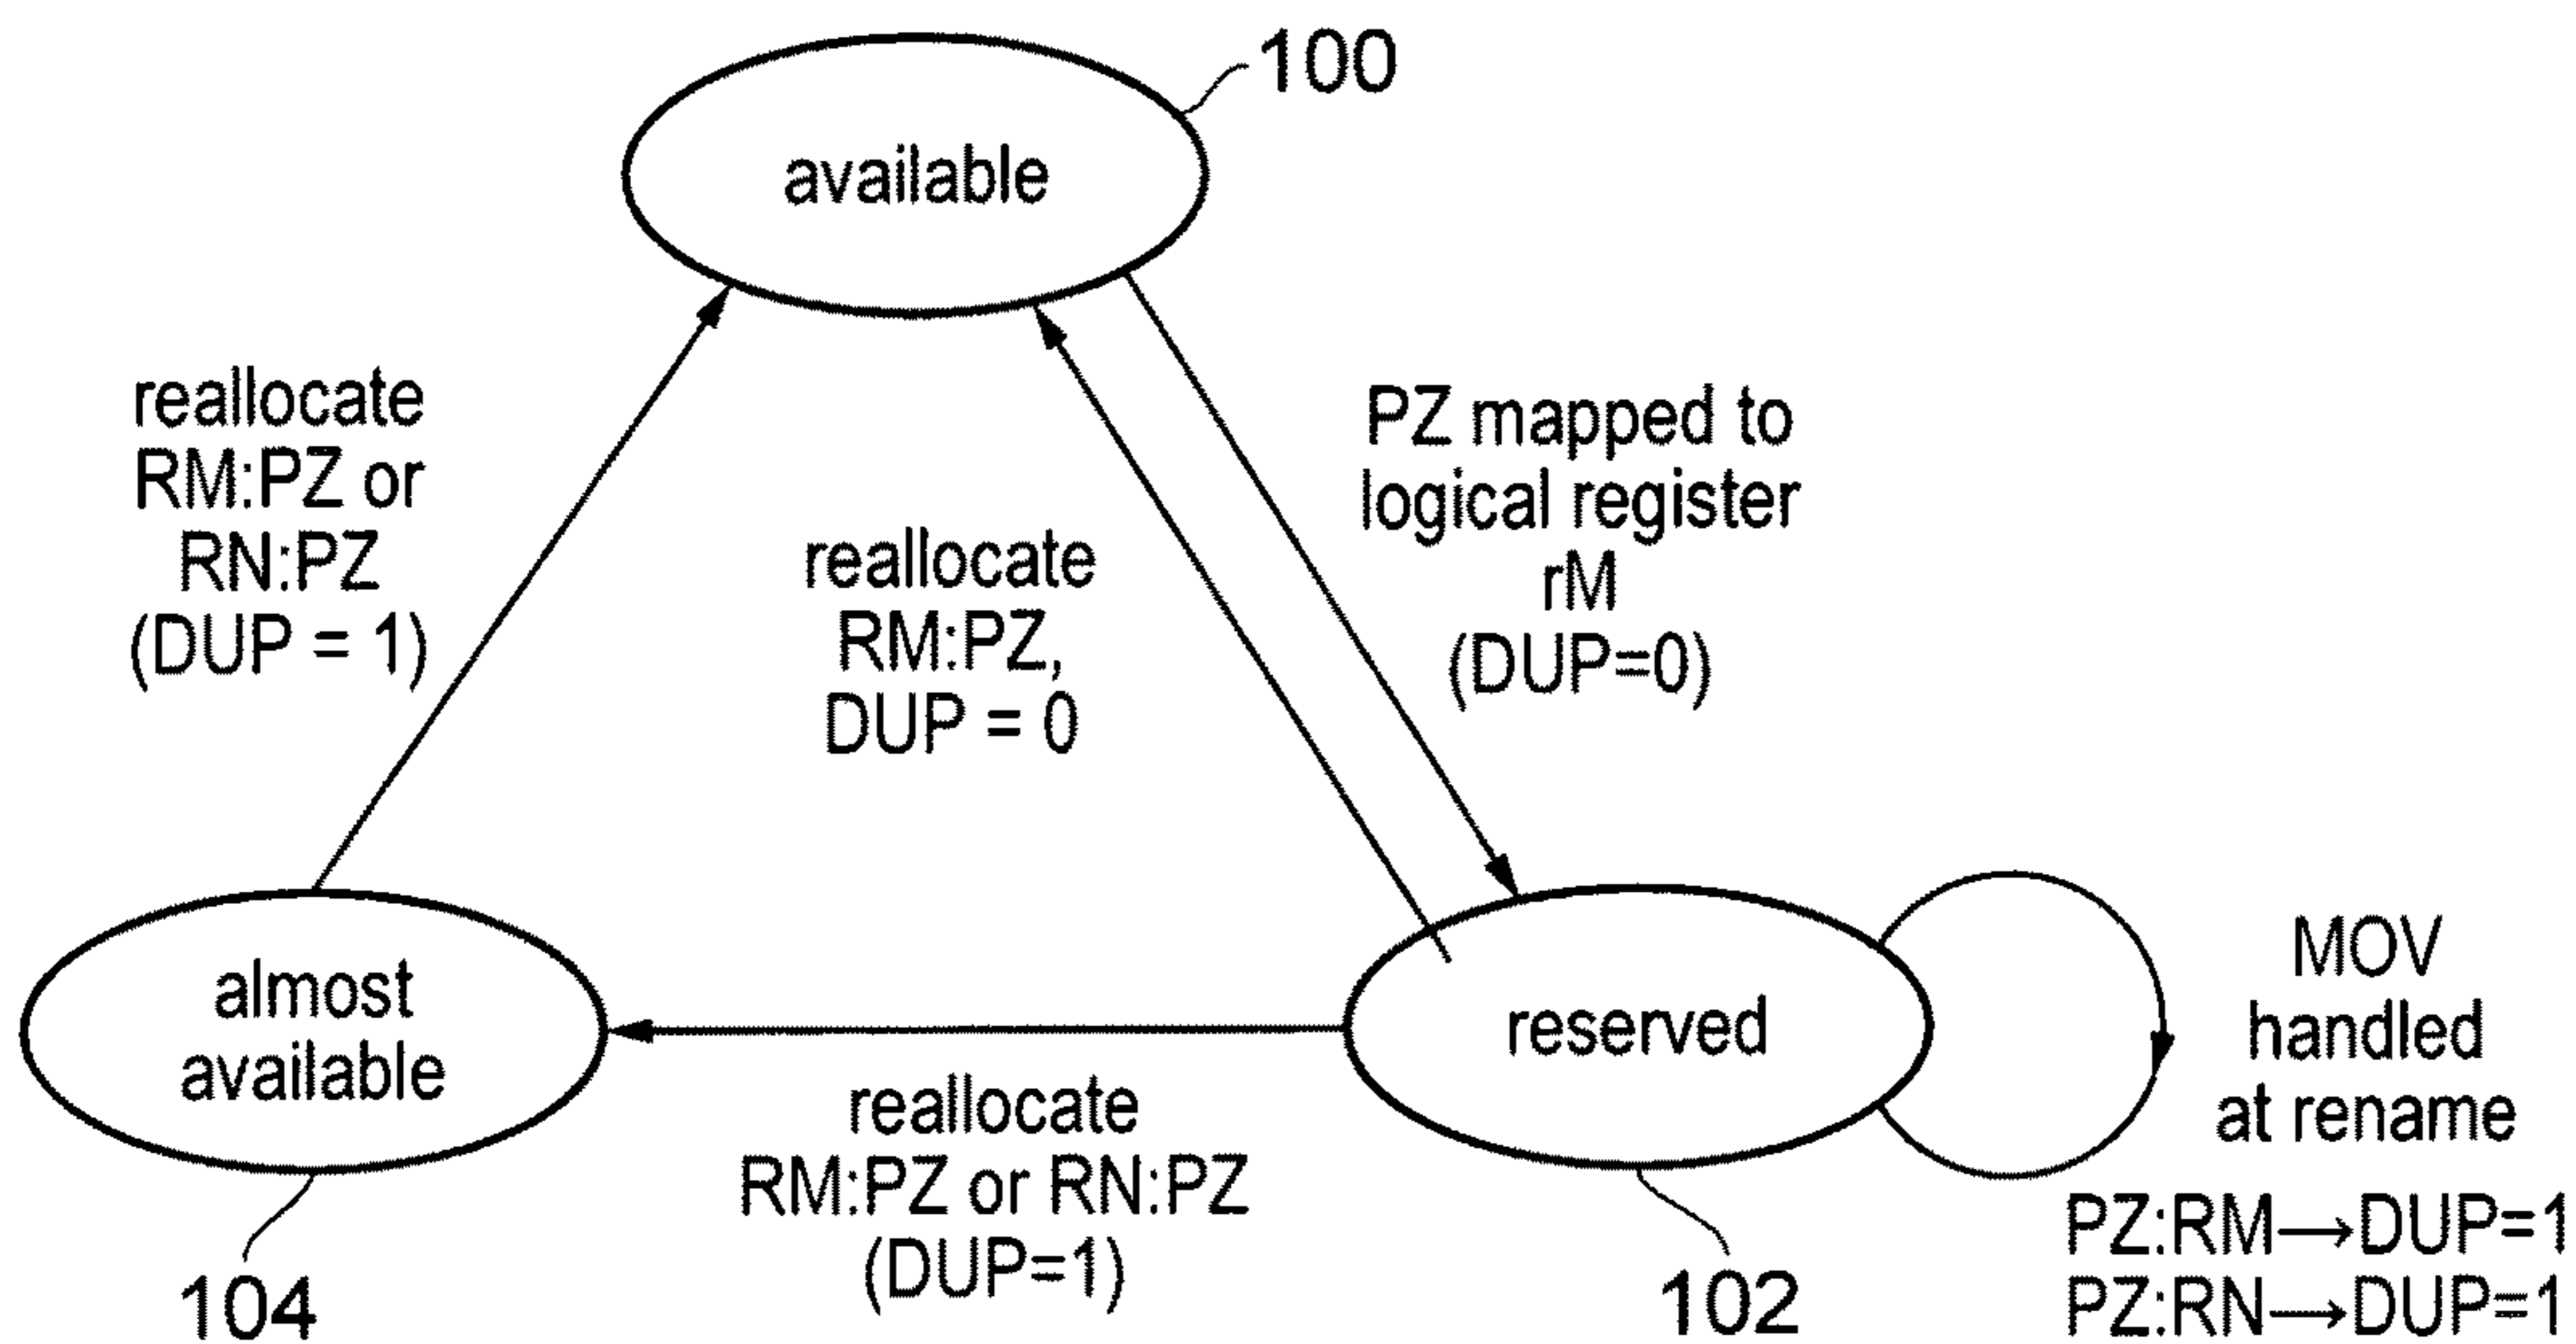 100
available
reallocate
RM:PZ or
RN:PZ
(DUP = 1)
reallocate
RM:PZ,
DUP = 0
PZ mapped to
logical register
rM
(DUP=0)
almost
available
104
reallocate
RM:PZ or RN:PZ
(DUP=1)
reserved
102
MOV
handled
at rename
PZ:RM→DUP=1
PZ:RN→DUP=1